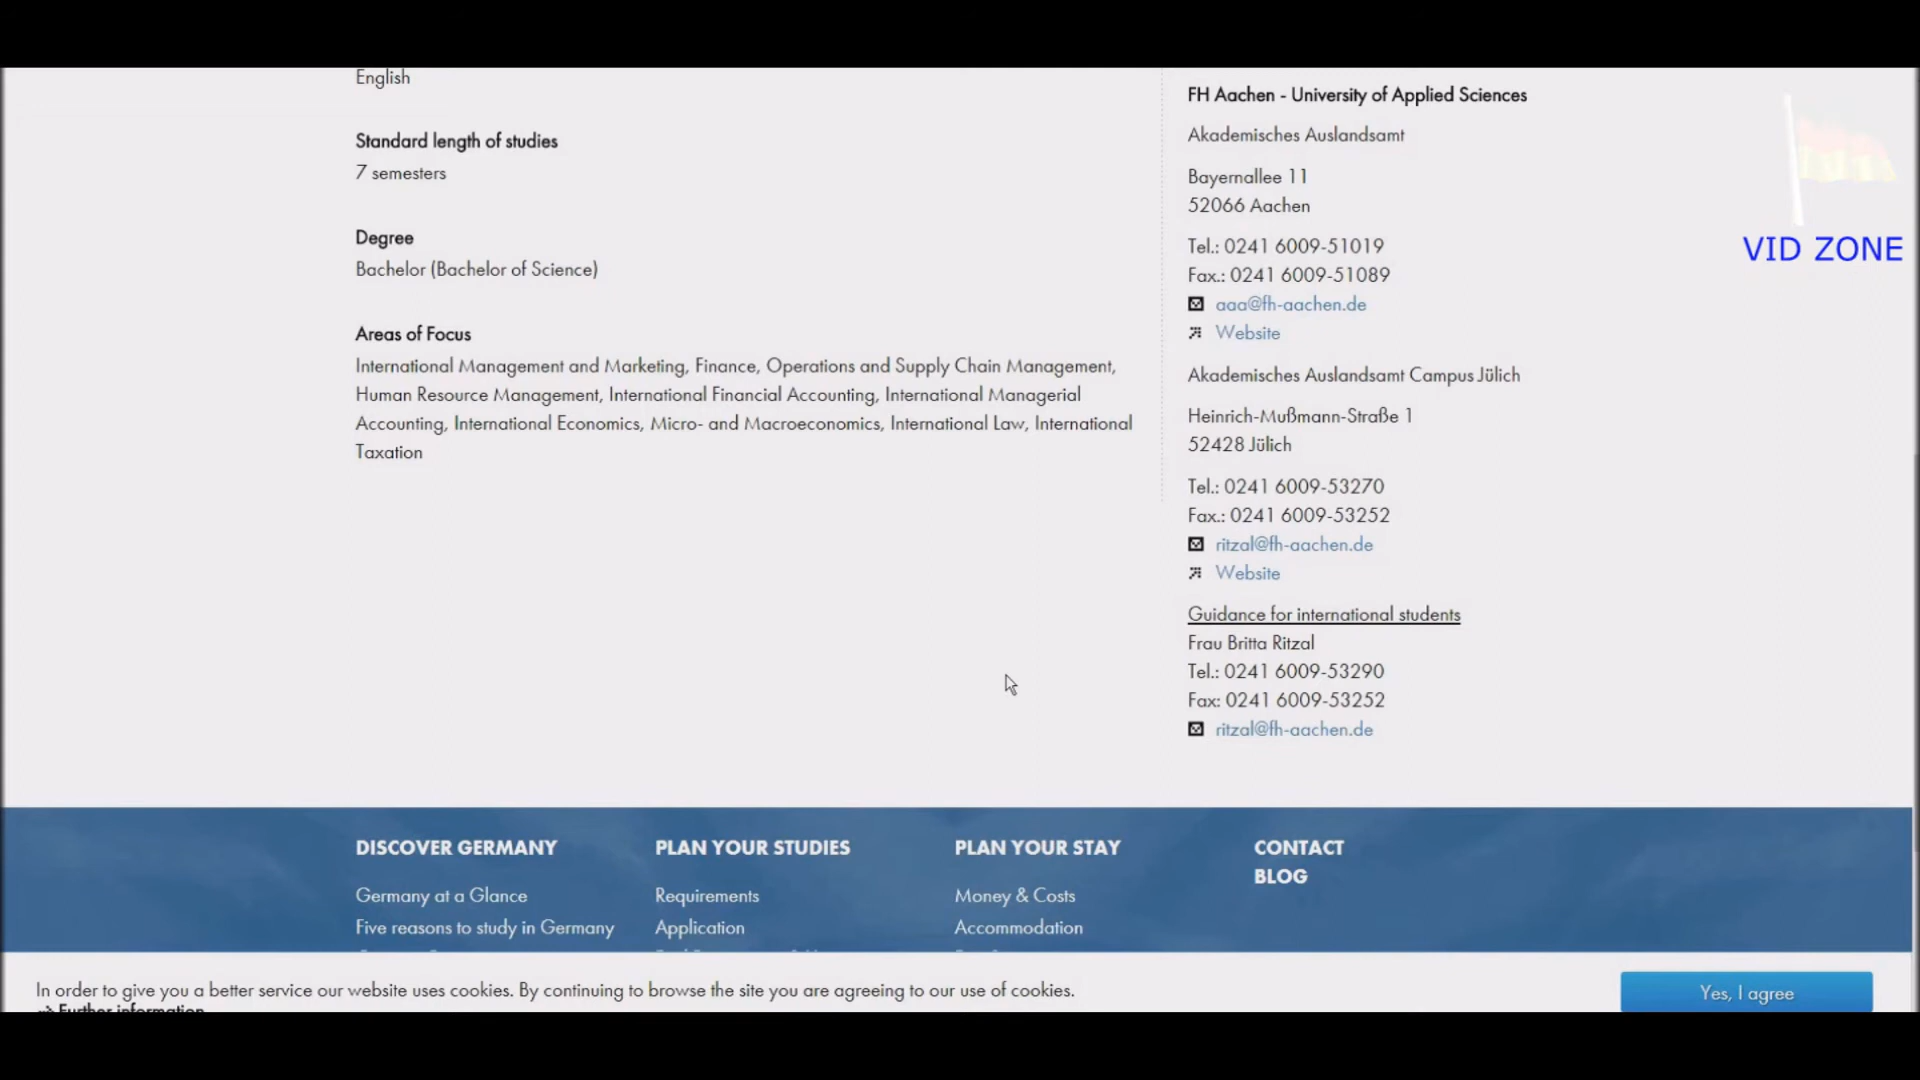 English
Standard length of studies
7 semesters
Degree
Bachelor (Bachelor of Science)
Areas of Focus
International Management and Marketing, Finance, Operations and Supply Chain Management,
Human Resource Management, International Financial Accounting, International Managerial
Accounting, International Economics, Micro- and Macroeconomics, International Law, International
Taxation
FH Aachen - University of Applied Sciences
Akademisches Auslandsamt
Bayernallee 11
52066 Aachen
Tel.: 0241 6009-51019
Fax.: 0241 6009-51089
aaa@fh-aachen.de
Website
Akademisches Auslandsamt Campus Jülich
Heinrich-Mußmann-Straße 1
52428 Jülich
Tel.: 0241 6009-53270
Fax.: 0241 6009-53252
ritzal@fh-aachen.de
Website
Guidance for international students
Frau Britta Ritzal
Tel.: 0241 6009-53290
Fax: 0241 6009-53252
ritzal@fh-aachen.de
VID ZONE
DISCOVER GERMANY
Germany at a Glance
Five reasons to study in Germany
PLAN YOUR STUDIES
Requirements
Application
PLAN YOUR STAY
Money & Costs
Accommodation
CONTACT
BLOG
In order to give you a better service our website uses cookies. By continuing to browse the site you are agreeing to our use of cookies.
Further information
Yes, I agree